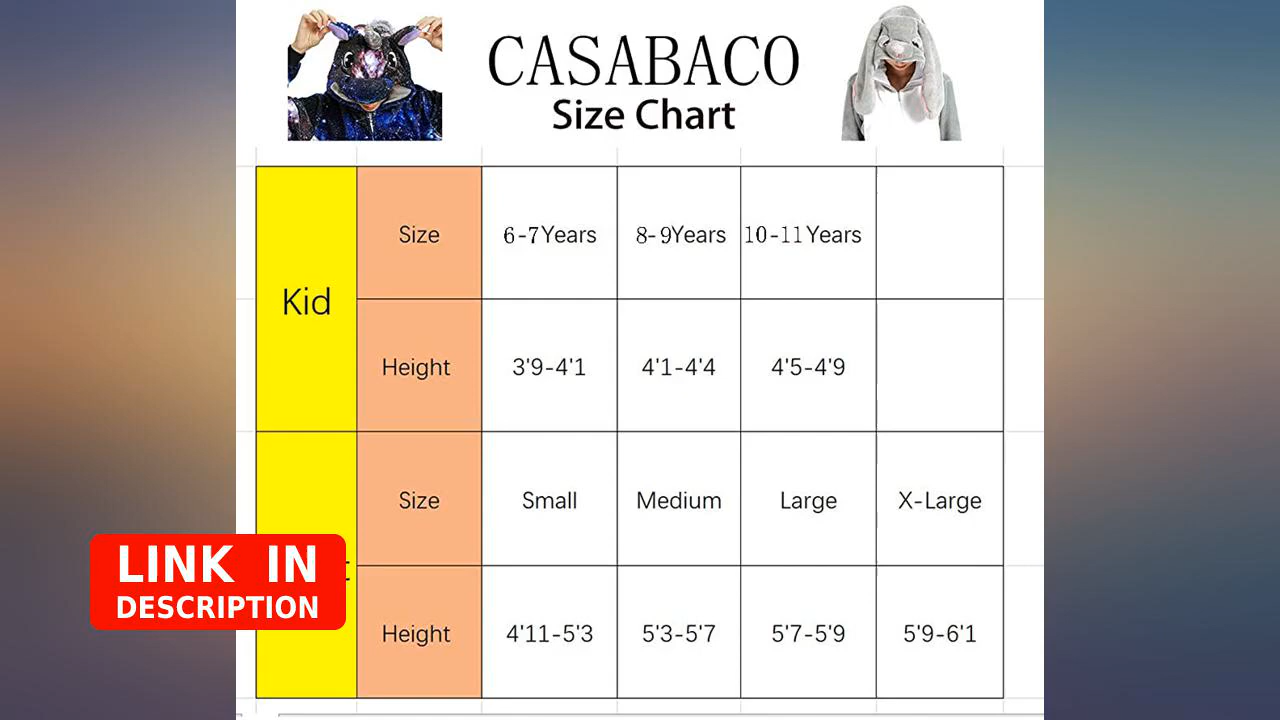 CASABACO
Size Chart
Kid
Size
6-7Years
8-9Years
10-11Years
Height
3'9-4'1
4'1-4'4
4'5-4'9
Size
Small
Medium
Large
X-Large
LINK IN
DESCRIPTION
Height
4'11-5'3
5'3-5'7
5'7-5'9
5'9-6'1